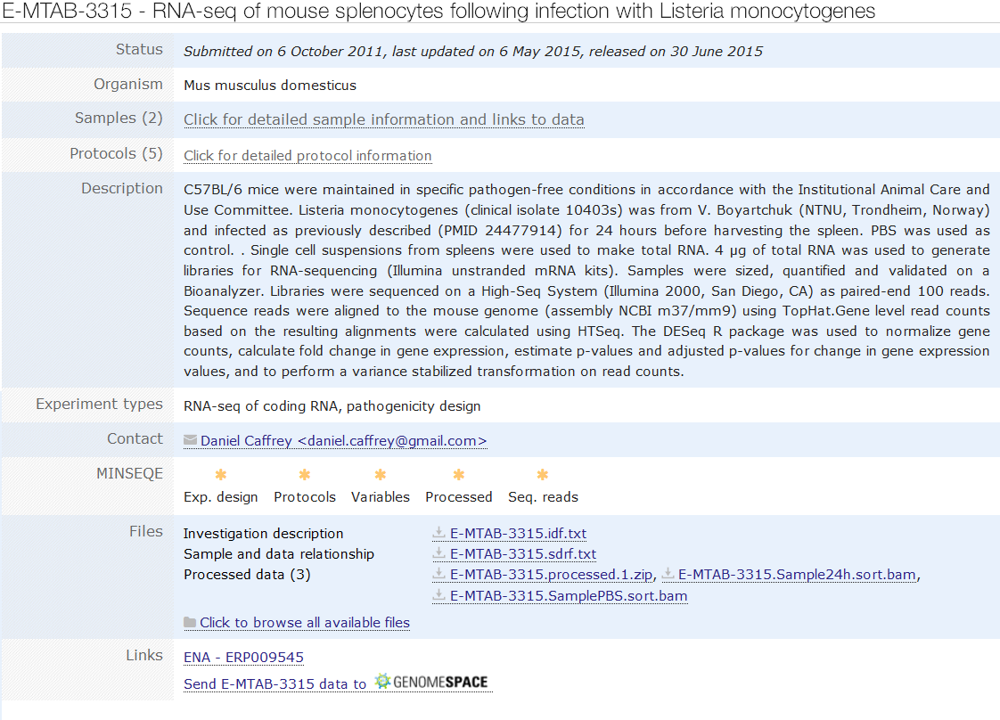 E-MTAB-3315 - RNA-seq of mouse splenocytes following infection with Listeria monocytogenes
Status Submitted on 6 October 2011, last updated on 6 May 2015, released on 30 June 2015
Organism Mus musculus domesticus
Samples (2) Click for detailed sample information and links to data
Protocols (5) Click for detailed protocol information
Description C57BL/6 mice were maintained in specific pathogen-free conditions in accordance with the Institutional Animal Care and
Use Committee. Listeria monocytogenes (clinical isolate 10403s) was from V. Boyartchuk (NTNU, Trondheim, Norway)
and infected as previously described (PMID 24477914) for 24 hours before harvesting the spleen. PBS was used as
control. . Single cell suspensions from spleens were used to make total RNA. 4 µg of total RNA was used to generate
libraries for RNA-sequencing (Illumina unstranded mRNA kits). Samples were sized, quantified and validated on a
Bioanalyzer. Libraries were sequenced on a High-Seq System (Illumina 2000, San Diego, CA) as paired-end 100 reads.
Sequence reads were aligned to the mouse genome (assembly NCBI m37/mm9) using TopHat.Gene level read counts
based on the resulting alignments were calculated using HTSeq. The DESeq R package was used to normalize gene
counts, calculate fold change in gene expression, estimate p-values and adjusted p-values for change in gene expression
values, and to perform a variance stabilized transformation on read counts.
Experiment types RNA-seq of coding RNA, pathogenicity design
Contact Daniel Caffrey <daniel.caffrey@gmail.com>
MINSEQE * * * * *
Exp. design Protocols Variables Processed Seq. reads
Files Investigation description E-MTAB-3315.idf.txt
Sample and data relationship E-MTAB-3315.sdrf.txt
Processed data (3) E-MTAB-3315.processed.1.zip, E-MTAB-3315.Sample24h.sort.bam,
E-MTAB-3315.SamplePBS.sort.bam
Click to browse all available files
Links ENA - ERP009545
Send E-MTAB-3315 data to GENOMESPACE